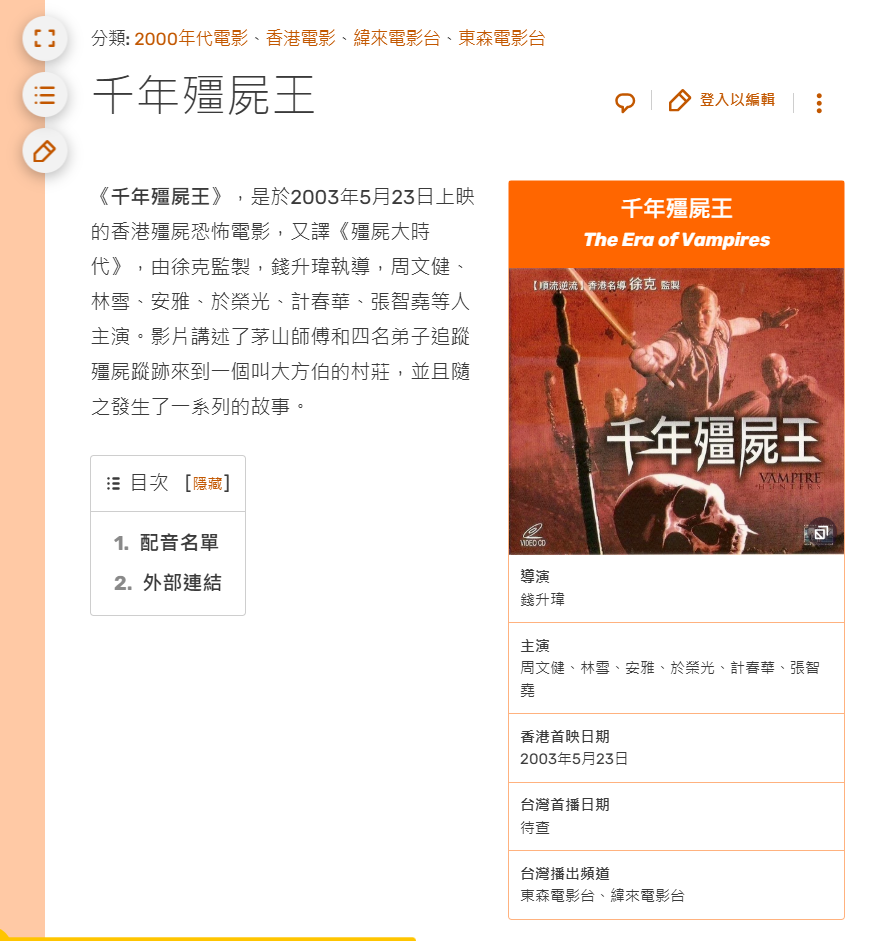 分類: 2000年代電影、香港電影、緯來電影台、東森電影台
千年殭屍王
登入以編輯
《千年殭屍王》，是於2003年5月23日上映
的香港殭屍恐怖電影，又譯《殭屍大時
代》，由徐克監製，錢升瑋執導，周文健、
林雪、安雅、於榮光、計春華、張智堯等人
主演。影片講述了茅山師傅和四名弟子追蹤
殭屍蹤跡來到一個叫大方伯的村莊，並且隨
之發生了一系列的故事。
目次 [隱藏]
1. 配音名單
2. 外部連結
千年殭屍王
The Era of Vampires
【順流逆流】香港名導 徐克 監製
千年殭屍王
VAMPIRE
HUNTERS
VIDEO CD
導演
錢升瑋
主演
周文健、林雪、安雅、於榮光、計春華、張智
堯
香港首映日期
2003年5月23日
台灣首播日期
待查
台灣播出頻道
東森電影台、緯來電影台